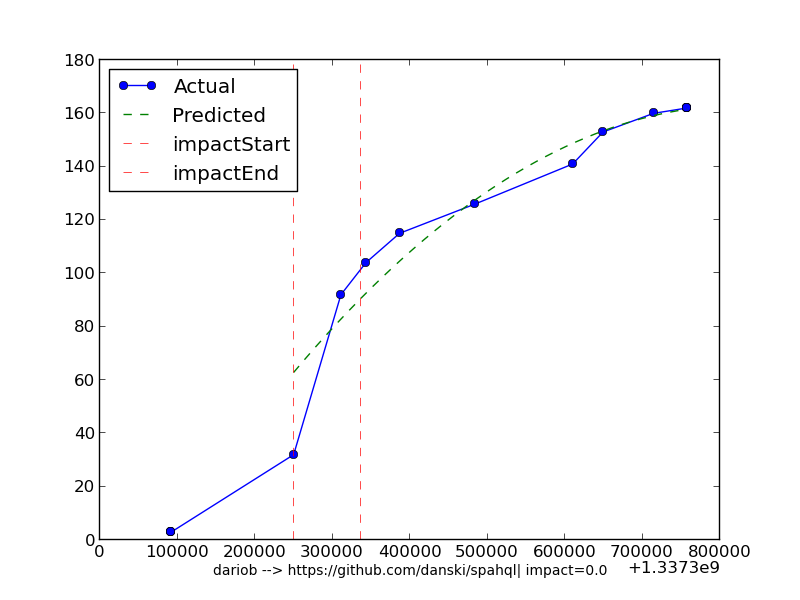 180
160
140
120
100
80
60
40
20
0
Actual
Predicted
impactStart
impactEnd
0 100000 200000 300000 400000 500000 600000 700000 800000
+1.3373e9
dariob --> https://github.com/danski/spahql| impact=0.0